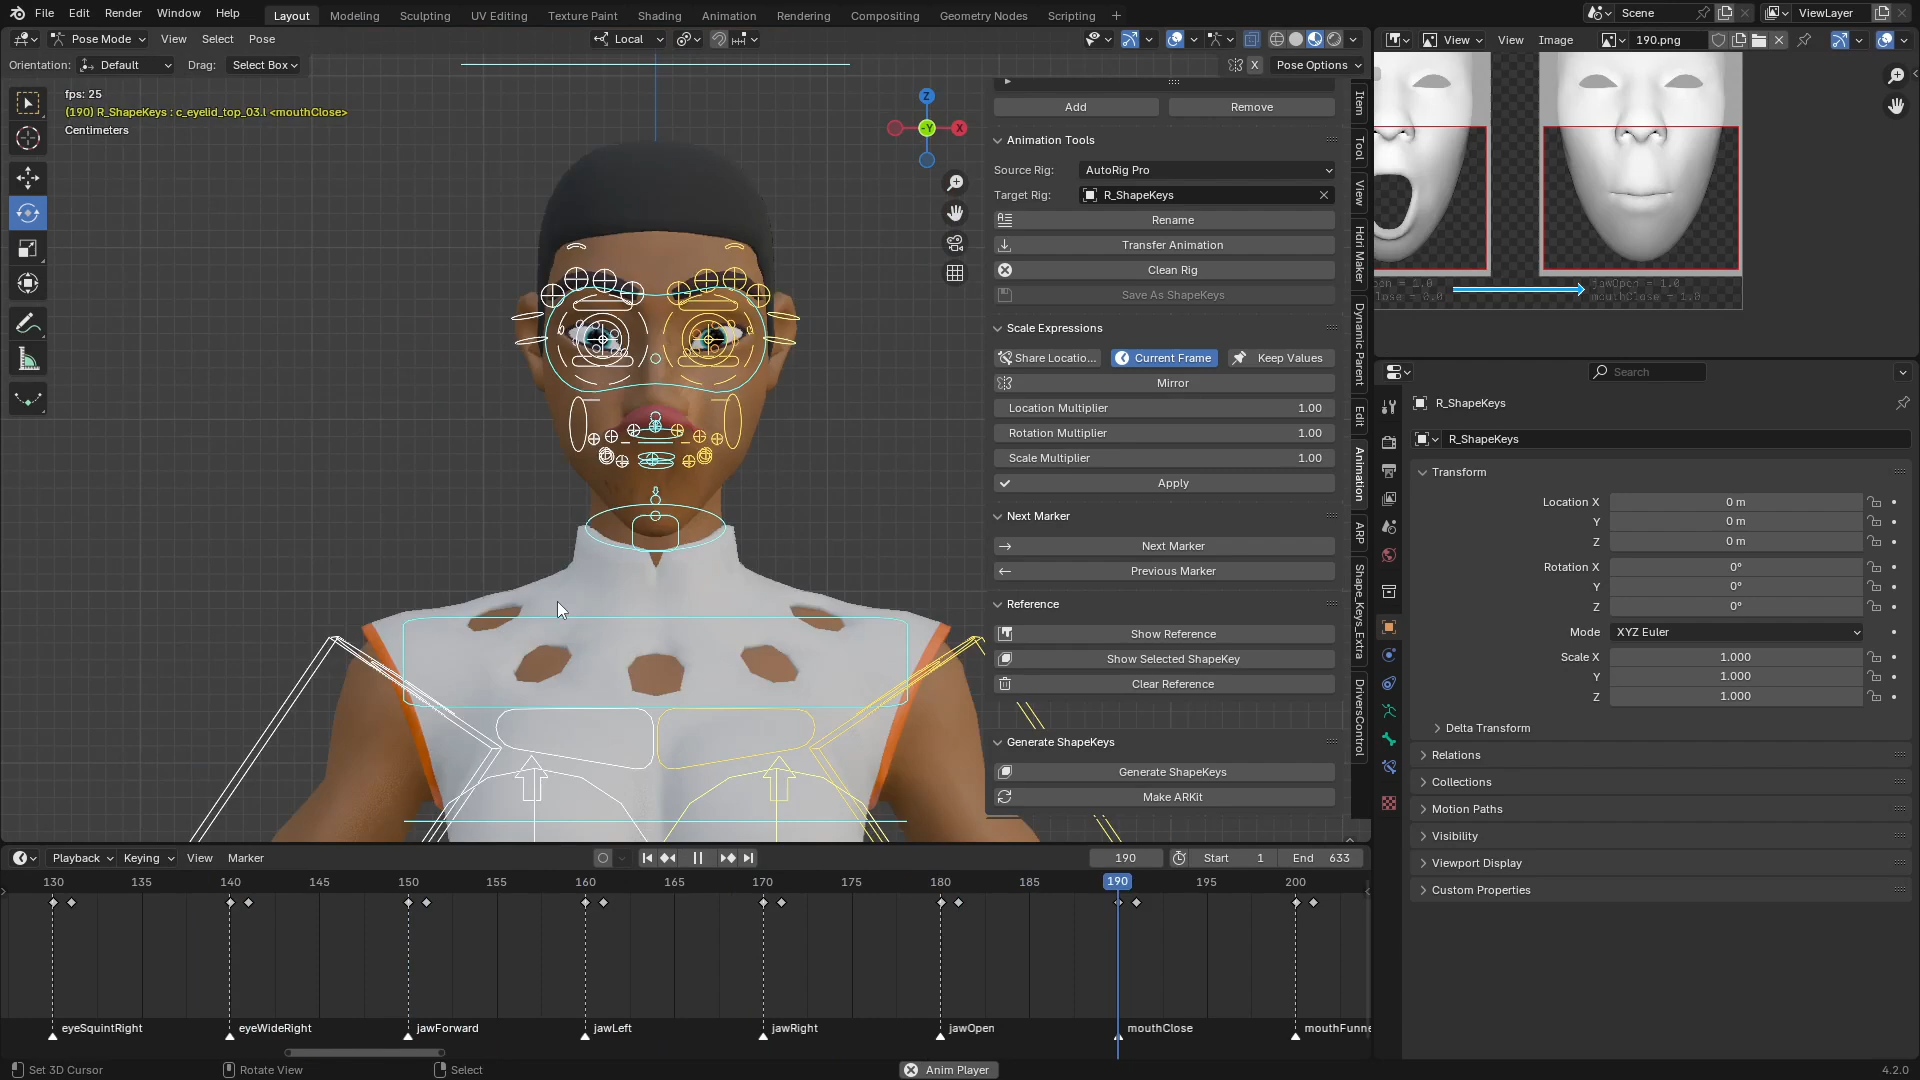 File Edit Render Window Help Layout Modeling Sculpting UV Editing Texture Paint Shading Animation Rendering Compositing Geometry Nodes Scripting + Scene ViewLayer
Pose Mode View Select Pose Local View View Image 190.png
Orientation: Default Drag: Select Box X Pose Options
fps: 25
(190) R_ShapeKeys : c_eyelid_top_03.l <mouthClose>
Centimeters
Z
-Y
X
Add Remove
Animation Tools
Source Rig: AutoRig Pro
Target Rig: R_ShapeKeys
Rename
Transfer Animation
Clean Rig
Save As ShapeKeys
Scale Expressions
Share Locatio... Current Frame Keep Values
Mirror
Location Multiplier 1.00
Rotation Multiplier 1.00
Scale Multiplier 1.00
Apply
Next Marker
Next Marker
Previous Marker
Reference
Show Reference
Show Selected ShapeKey
Clear Reference
Generate ShapeKeys
Generate ShapeKeys
Make ARKit
Item
Tool
View
Hdri Maker
Dynamic Parent
Edit
Animation
ARP
Shape_Keys_Extra
DriversControl
jawOpen = 1.0
= 0.0
mouthClose = 1.0
Search
R_ShapeKeys
R_ShapeKeys
Transform
Location X 0 m
Y 0 m
Z 0 m
Rotation X 0°
Y 0°
Z 0°
Mode XYZ Euler
Scale X 1.000
Y 1.000
Z 1.000
Delta Transform
Relations
Collections
Motion Paths
Visibility
Viewport Display
Custom Properties
Playback Keying View Marker 190 Start 1 End 633
130 135 140 145 150 155 160 165 170 175 180 185 190 195 200
eyeSquintRight eyeWideRight jawForward jawLeft jawRight jawOpen mouthClose mouthFunne
Set 3D Cursor Rotate View Select Anim Player 4.2.0